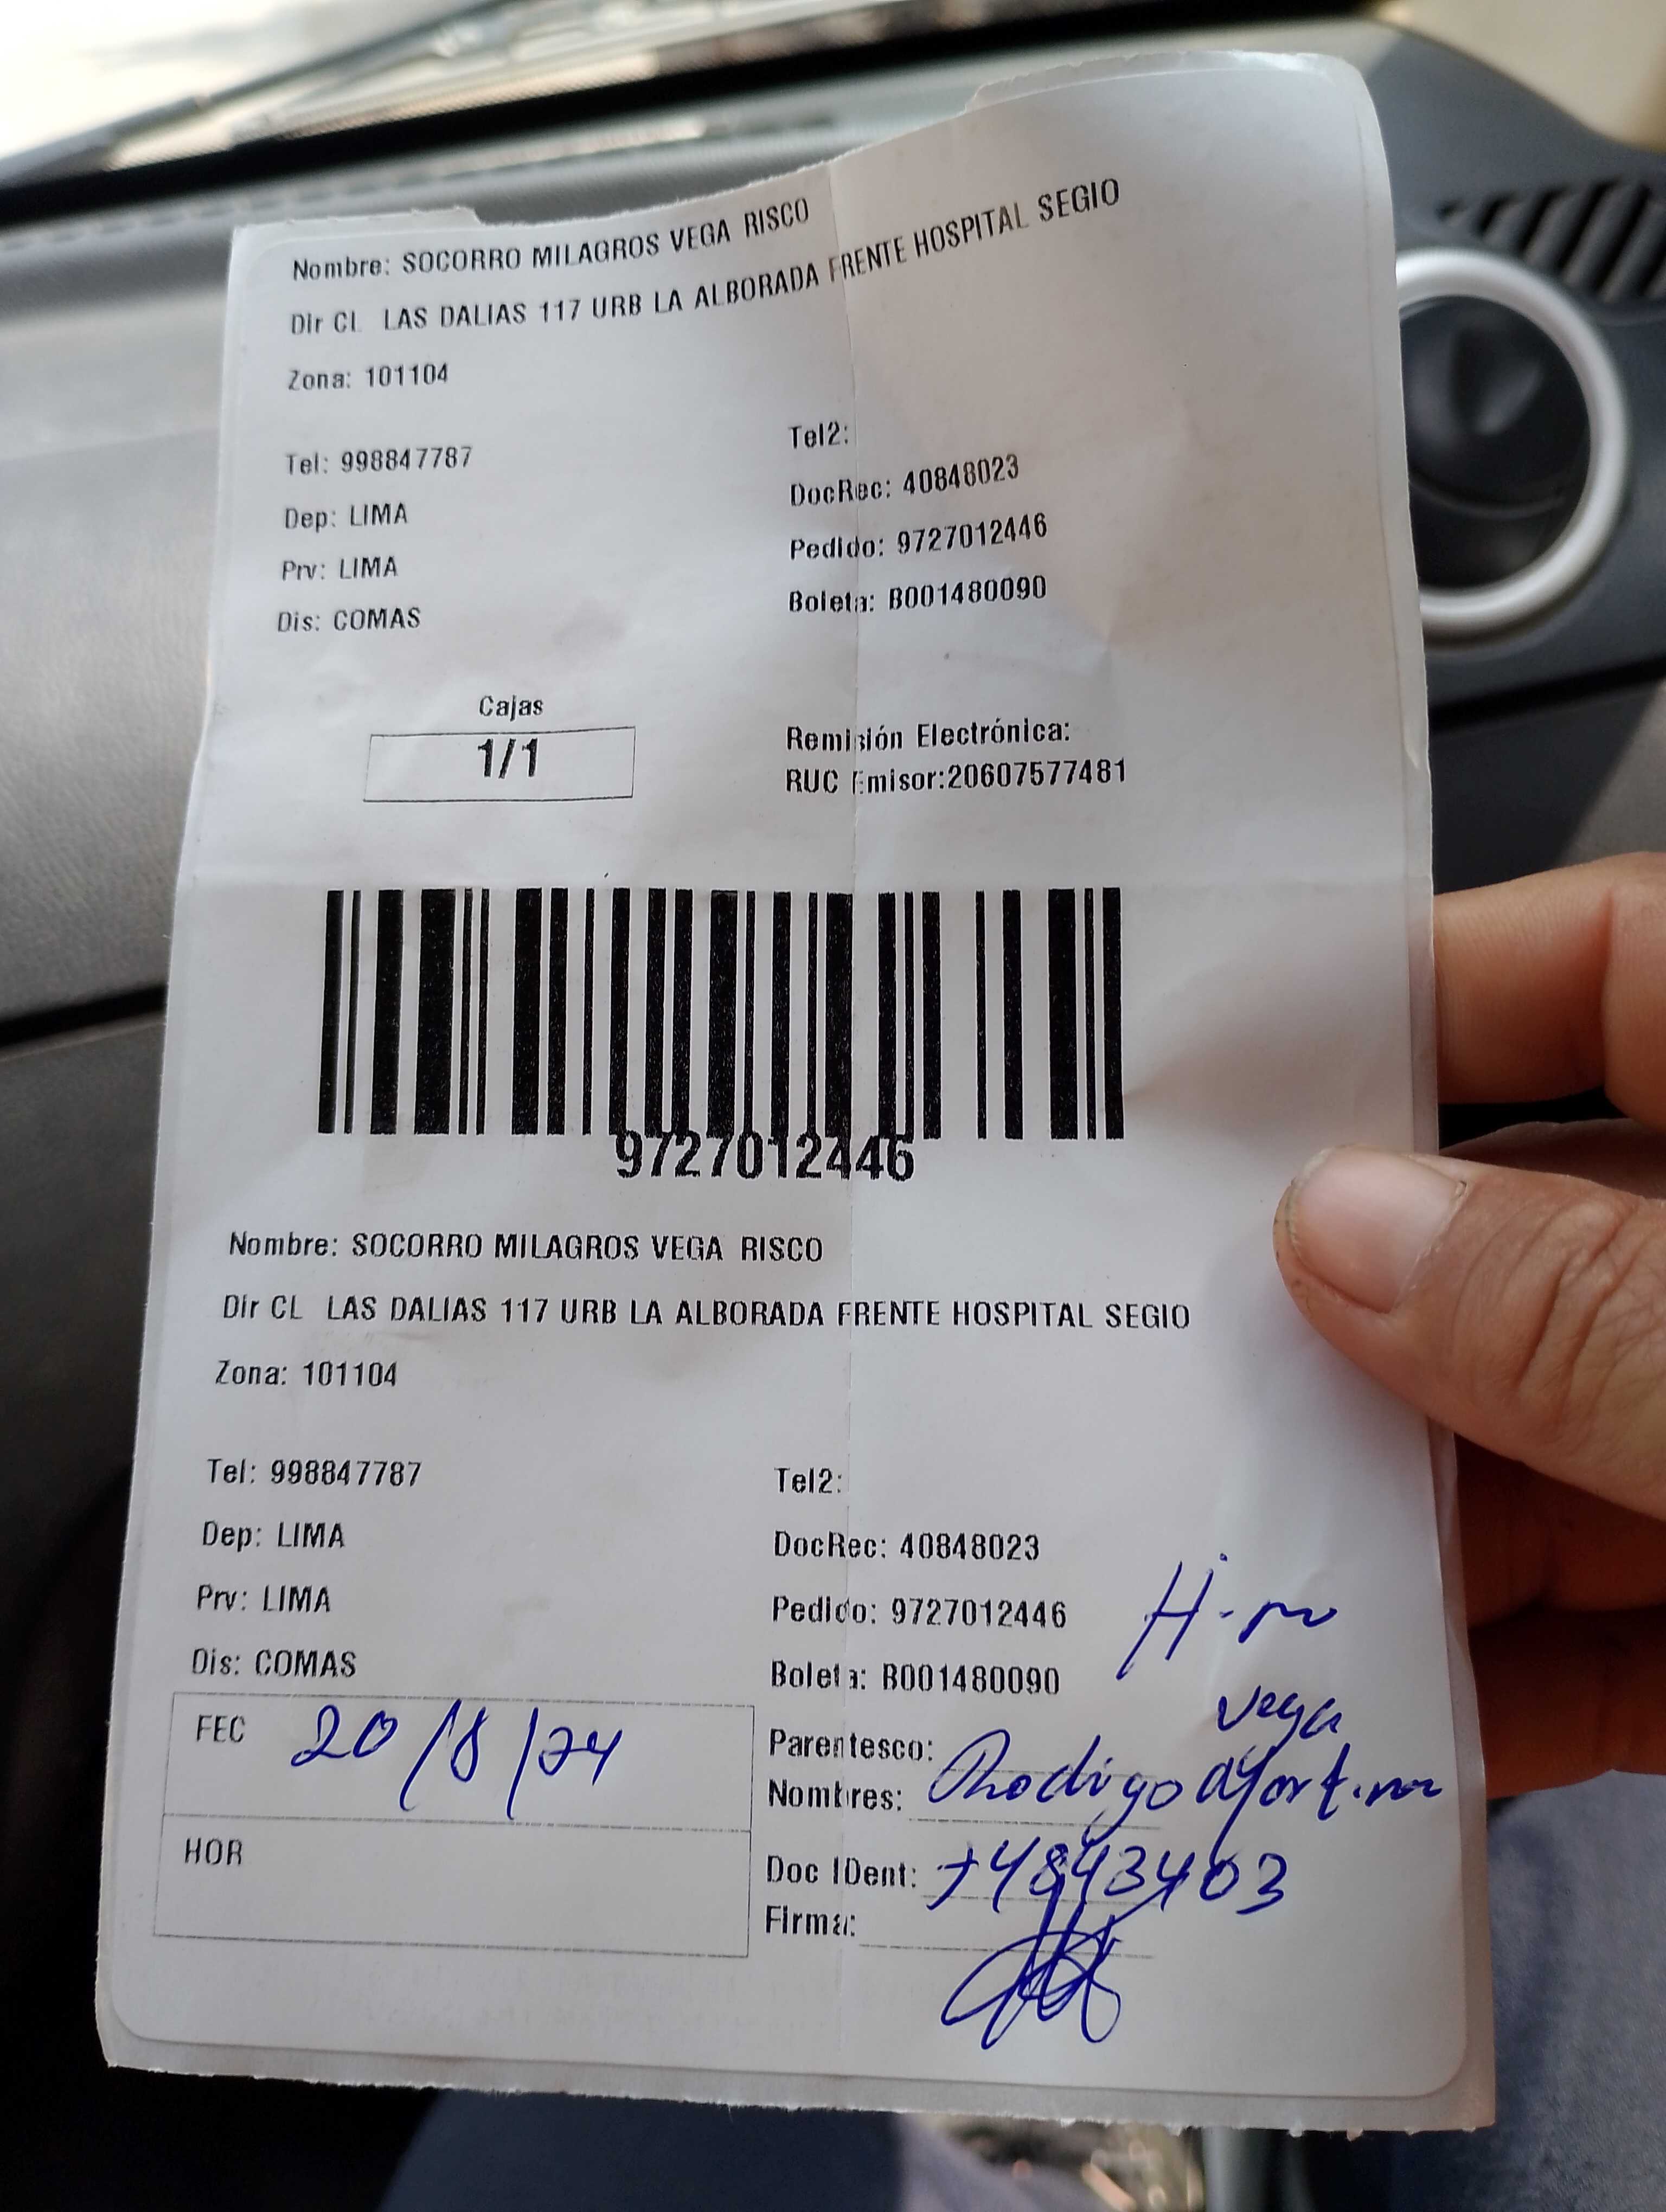 Nombre: SOCORRO MILAGROS VEGA RISCO
Dir CL LAS DALIAS 117 URB LA ALBORADA FRENTE HOSPITAL SEGIO
Zona: 101104
Tel: 998847787 Tel2:
Dep: LIMA DocRec: 40848023
Prv: LIMA Pedido: 9727012446
Dis: COMAS Boleta: B001480090
Cajas
1/1
Remisión Electrónica:
RUC Emisor:20607577481
9727012446
Nombre: SOCORRO MILAGROS VEGA RISCO
Dir CL LAS DALIAS 117 URB LA ALBORADA FRENTE HOSPITAL SEGIO
Zona: 101104
Tel: 998847787 Tel2:
Dep: LIMA DocRec: 40848023
Prv: LIMA Pedido: 9727012446
Dis: COMAS Boleta: B001480090
FEC 20/8/24
Vega
Parentesco:
Nombres: Rodrigo
HOR
Doc IDent:
Firma: